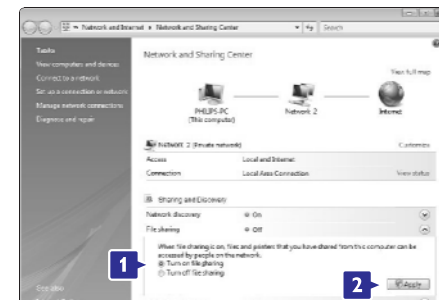 Network and Internet ▸ Network and Sharing Center
Search
Tasks
View computers and devices
Connect to a network
Set up a connection or network
Manage network connections
Diagnose and repair
Network and Sharing Center
View full map
PHILIPS-PC
(This computer)
Network 2
Internet
Network 2 (Private network)
Customize
Access
Local and Internet
Connection
Local Area Connection
View status
Sharing and Discovery
Network discovery
On
File sharing
Off
When file sharing is on, files and printers that you have shared from this computer can be
accessed by people on the network.
1
Turn on file sharing
Turn off file sharing
2
Apply
See also